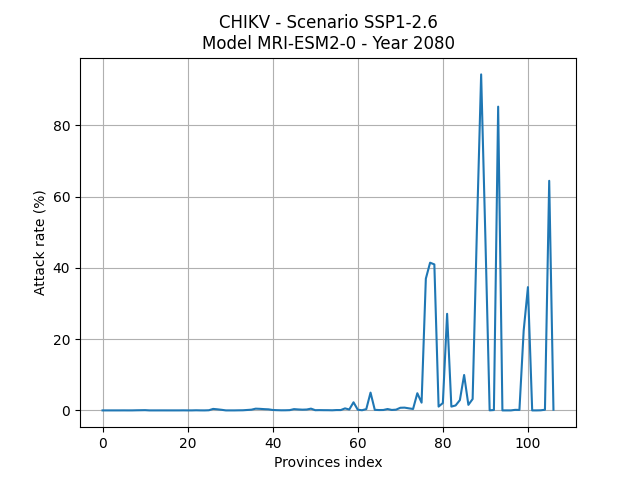 CHIKV - Scenario SSP1-2.6
Model MRI-ESM2-0 - Year 2080
Attack rate (%)
80
60
40
20
0
0 20 40 60 80 100
Provinces index